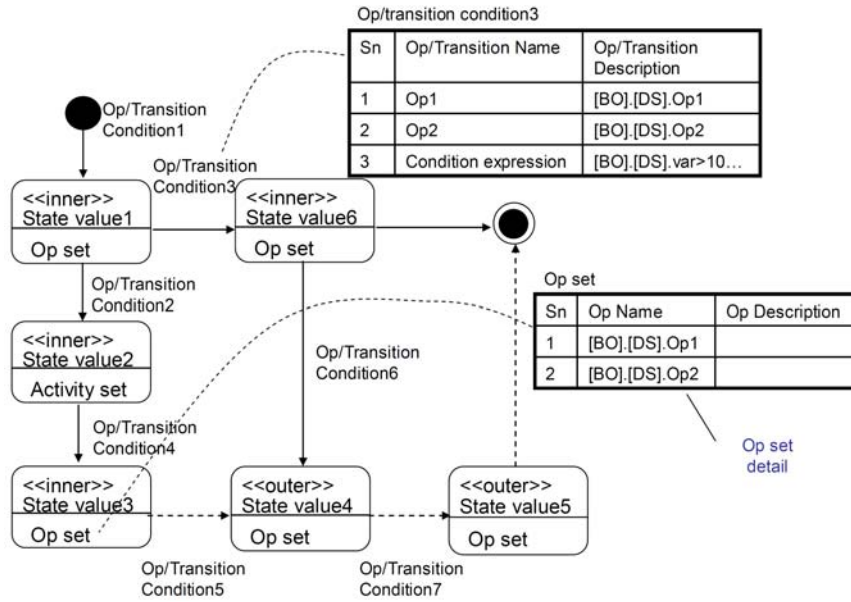 Op/transition condition3
Sn Op/Transition Name Op/Transition
Description
1 Op1 [BO].[DS].Op1
2 Op2 [BO].[DS].Op2
3 Condition expression [BO].[DS].var>10…
Op/Transition
Condition1
Op/Transition
Condition3
<<inner>>
State value1
Op set
<<inner>>
State value6
Op set
Op/Transition
Condition2
Op set
Sn Op Name Op Description
1 [BO].[DS].Op1
2 [BO].[DS].Op2
<<inner>>
State value2
Activity set
Op/Transition
Condition6
Op/Transition
Condition4
Op set
detail
<<inner>>
State value3
Op set
<<outer>>
State value4
Op set
<<outer>>
State value5
Op set
Op/Transition
Condition5
Op/Transition
Condition7